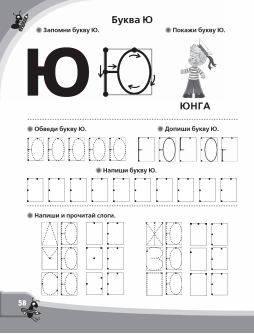 Буква Ю
Запомни букву Ю. Покажи букву Ю.
Ю Ю
ЮНГА
Обведи букву Ю. Допиши букву Ю.
Ю Ю Ю Ю Ю
Напиши букву Ю.
Напиши и прочитай слоги.
Л Ю Ж Ю
М Ю З Ю
С Ю Ю
58